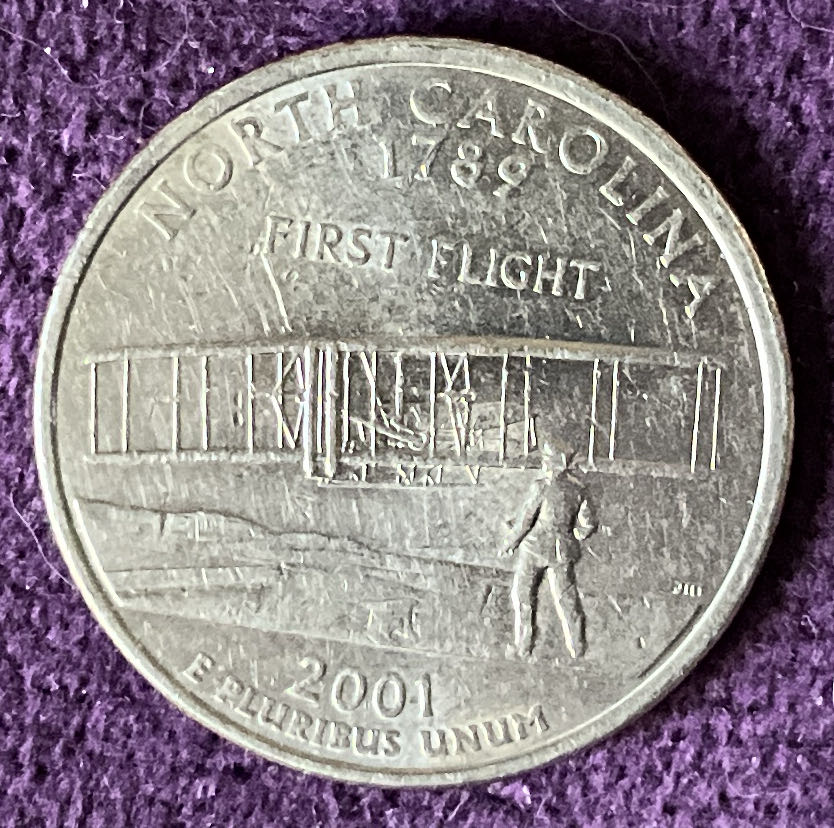 NORTH CAROLINA
1789
FIRST FLIGHT
2001
E PLURIBUS UNUM